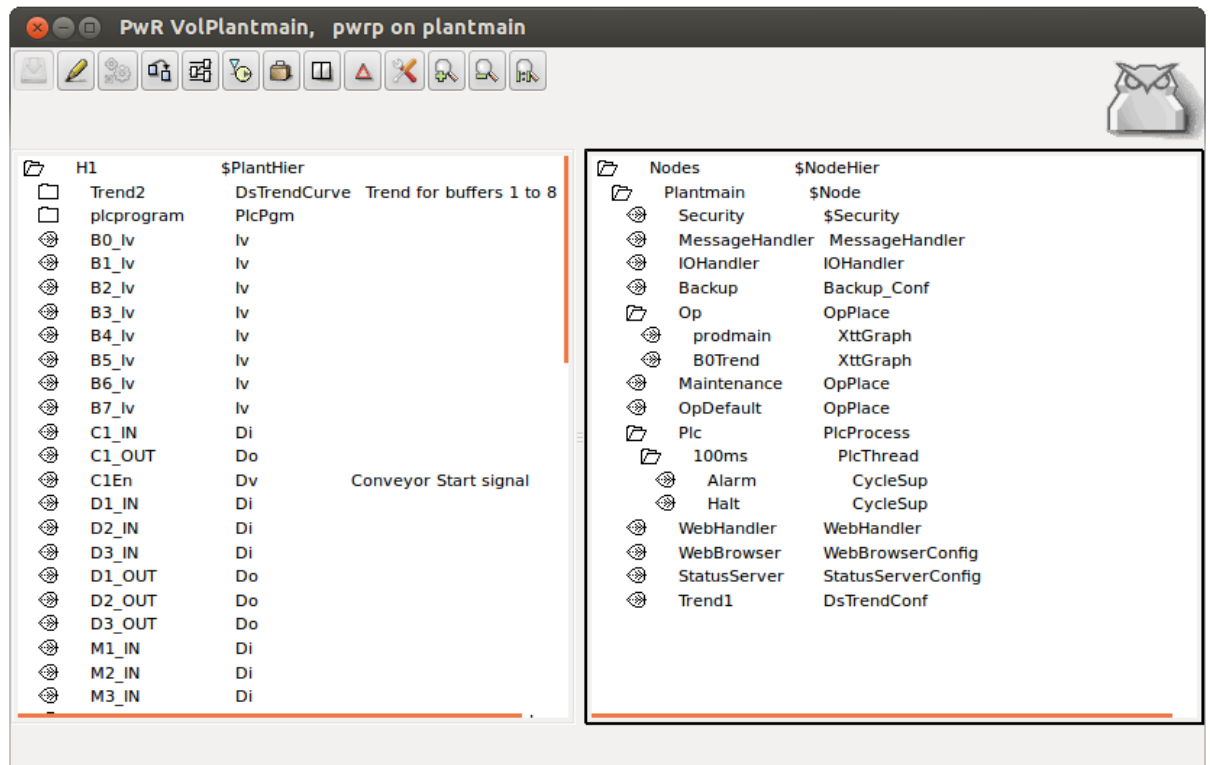 PwR VolPlantmain, pwrp on plantmain
H1 $PlantHier
Trend2 DsTrendCurve Trend for buffers 1 to 8
plcprogram PlcPgm
B0_Iv Iv
B1_Iv Iv
B2_Iv Iv
B3_Iv Iv
B4_Iv Iv
B5_Iv Iv
B6_Iv Iv
B7_Iv Iv
C1_IN Di
C1_OUT Do
C1En Dv Conveyor Start signal
D1_IN Di
D2_IN Di
D3_IN Di
D1_OUT Do
D2_OUT Do
D3_OUT Do
M1_IN Di
M2_IN Di
M3_IN Di
Nodes $NodeHier
Plantmain $Node
Security $Security
MessageHandler MessageHandler
IOHandler IOHandler
Backup Backup_Conf
Op OpPlace
prodmain XttGraph
B0Trend XttGraph
Maintenance OpPlace
OpDefault OpPlace
Plc PlcProcess
100ms PlcThread
Alarm CycleSup
Halt CycleSup
WebHandler WebHandler
WebBrowser WebBrowserConfig
StatusServer StatusServerConfig
Trend1 DsTrendConf